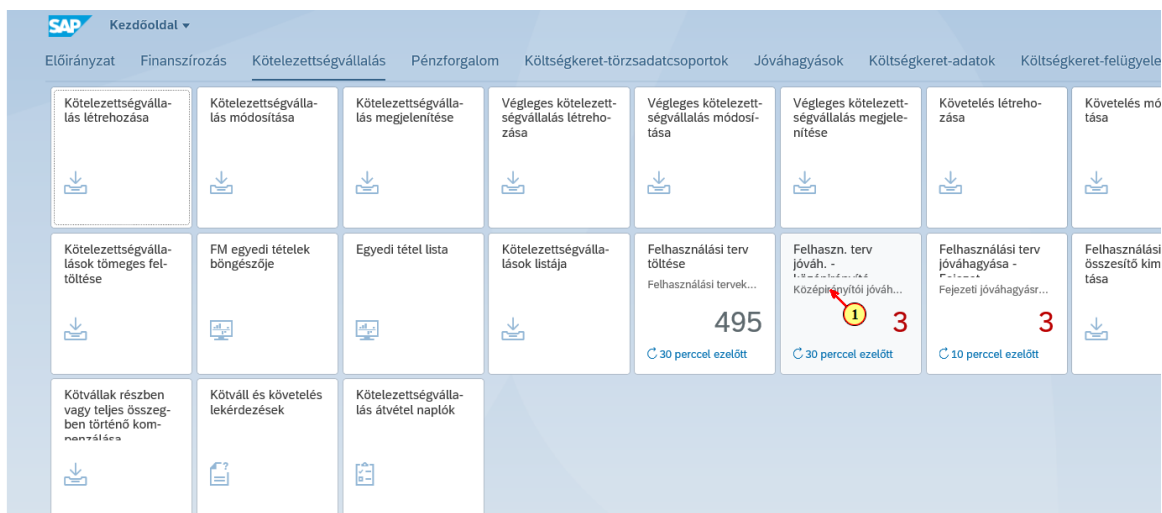 SAP Kezdőoldal
Előirányzat Finanszírozás Kötelezettségvállalás Pénzforgalom Költségkeret-törzsadatcsoportok Jóváhagyások Költségkeret-adatok Költségkeret-felügyele
Kötelezettségválla-
lás létrehozása
Kötelezettségválla-
lás módosítása
Kötelezettségválla-
lás megjelenítése
Végleges kötelezett-
ségvállalás létreho-
zása
Végleges kötelezett-
ségvállalás módosí-
tása
Végleges kötelezett-
ségvállalás megjele-
nítése
Követelés létreho-
zása
Követelés mó
tása
Kötelezettségválla-
lások tömeges fel-
töltése
FM egyedi tételek
böngészője
Egyedi tétel lista
Kötelezettségválla-
lások listája
Felhasználási terv
töltése
Felhasználási tervek...
495
30 perccel ezelőtt
Felhaszn. terv
jóváh. -
Középirányítói jóváh...
1
3
30 perccel ezelőtt
Felhasználási terv
jóváhagyása -
Fejezeti jóváhagyásr...
3
10 perccel ezelőtt
Felhasználási
összesítő kim
tása
Kötvállak részben
vagy teljes összeg-
ben történő kom-
penzálása
Kötváll és követelés
lekérdezések
Kötelezettségválla-
lás átvétel naplók